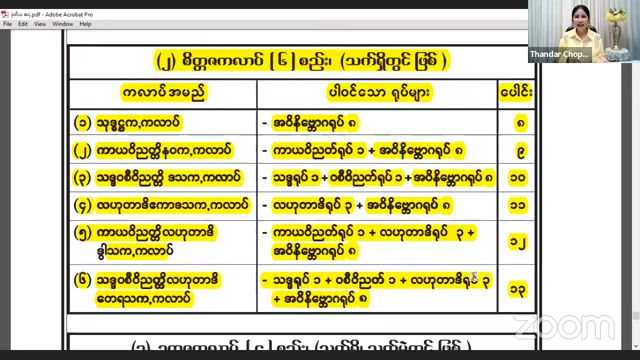 ဒုတိယ အဆ.pdf - Adobe Acrobat Pro
View Window Help
Thandar Chop...
(၂) စိတ္တဇကလာပ် [ ၆ ] စည်း၊ (သက်ရှိတွင် ဖြစ် )
ကလာပ်အမည် ပါဝင်သော ရုပ်များ ပေါင်း
(၁) သုဒ္ဓဋ္ဌက,ကလာပ် - အဝိနိဗ္ဘောဂရုပ် ၈ ၈
(၂) ကာယဝိညတ္တိနဝက,ကလာပ် - ကာယဝိညတ်ရုပ် ၁ + အဝိနိဗ္ဘောဂရုပ် ၈ ၉
(၃) သဒ္ဒဝစီဝိညတ္တိ ဒသက,ကလာပ် - သဒ္ဒရုပ် ၁ + ဝစီဝိညတ်ရုပ် ၁ + အဝိနိဗ္ဘောဂရုပ် ၈ ၁၀
(၄) လဟုတာဒိဧကာဒသက,ကလာပ် - လဟုတာဒိရုပ် ၃ + အဝိနိဗ္ဘောဂရုပ် ၈ ၁၁
(၅) ကာယဝိညတ္တိလဟုတာဒိ - ကာယဝိညတ်ရုပ် ၁ + လဟုတာဒိရုပ် ၃ +
ဒွါသက,ကလာပ် အဝိနိဗ္ဘောဂရုပ် ၈ ၁၂
(၆) သဒ္ဒဝစီဝိညတ္တိလဟုတာဒိ - သဒ္ဒရုပ် ၁ + ဝစီဝိညတ် ၁ + လဟုတာဒိရုပ် ၃
တေရသက,ကလာပ် + အဝိနိဗ္ဘောဂရုပ် ၈ ၁၃
zoom